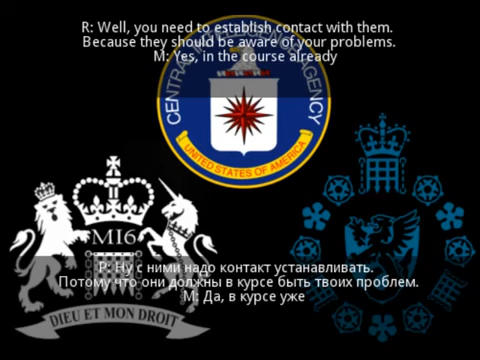 R: Well, you need to establish contact with them.
Because they should be aware of your problems.
M: Yes, in the course already
CENTRAL INTELLIGENCE AGENCY
UNITED STATES OF AMERICA
MI6
Р: Ну с ними надо контакт устанавливать.
Потому что они должны в курсе быть твоих проблем.
М: Да, в курсе уже
DIEU ET MON DROIT